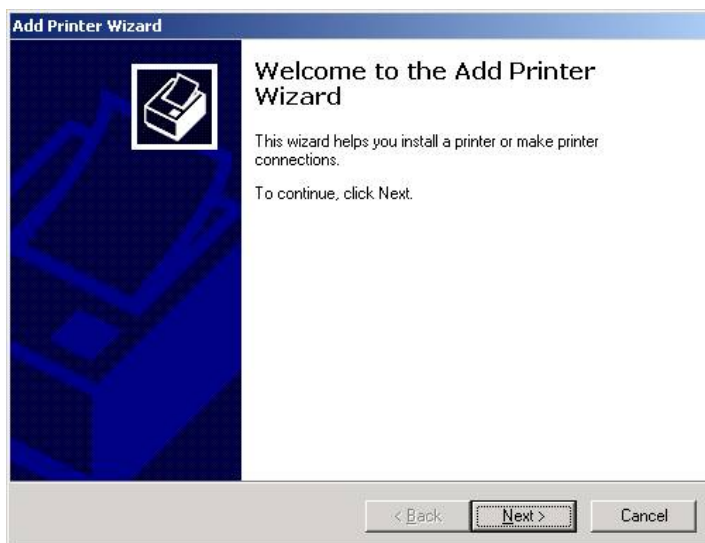 Add Printer Wizard
Welcome to the Add Printer
Wizard
This wizard helps you install a printer or make printer
connections.
To continue, click Next.
< Back
Next >
Cancel